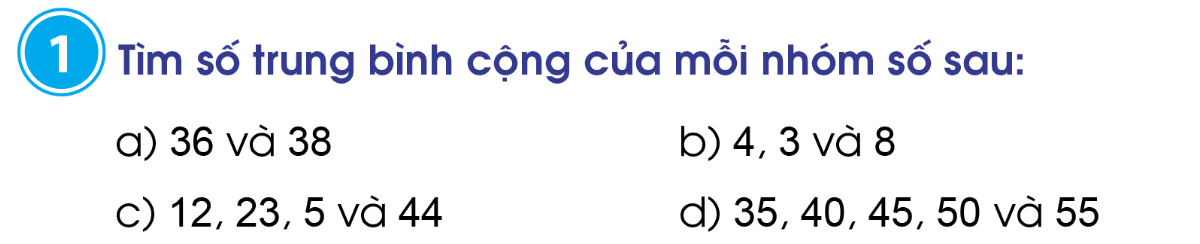 1 Tìm số trung bình cộng của mỗi nhóm số sau:
a) 36 và 38 b) 4, 3 và 8
c) 12, 23, 5 và 44 d) 35, 40, 45, 50 và 55